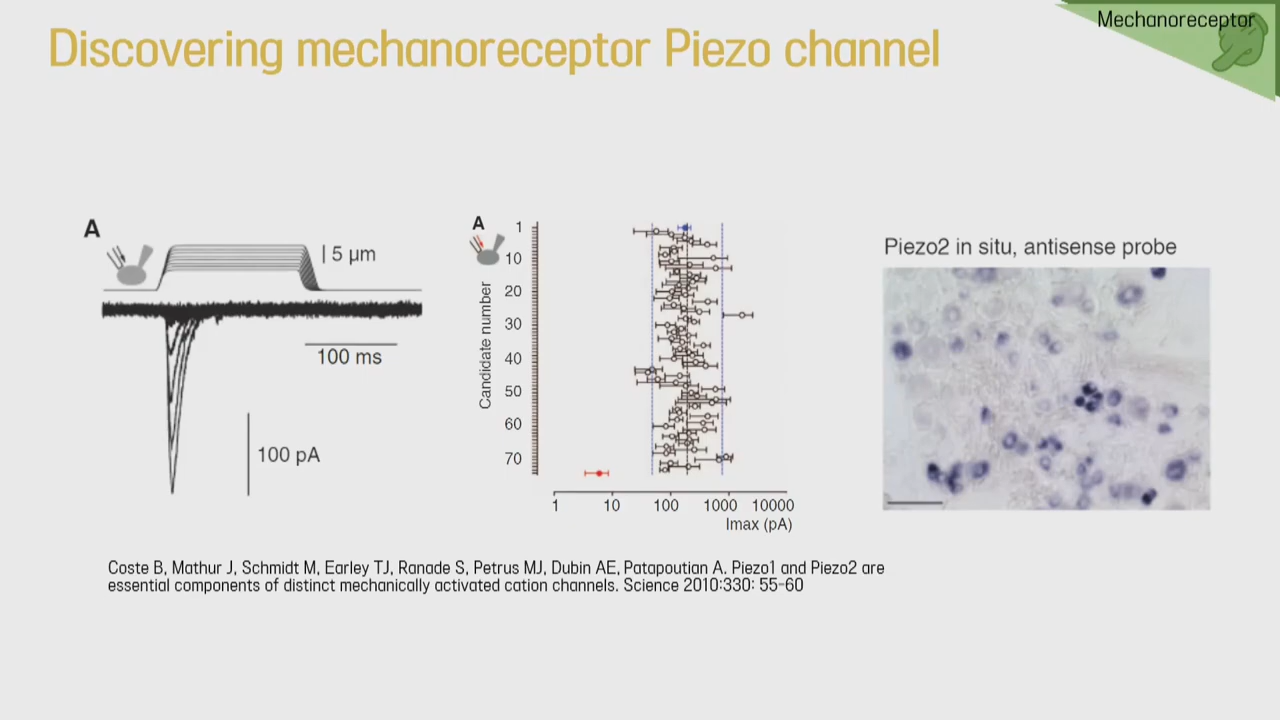 Mechanoreceptor
Discovering mechanoreceptor Piezo channel
A
5 μm
100 ms
100 pA
A
1
10
20
30
40
50
60
70
Candidate number
1
10
100
1000
10000
Imax (pA)
Piezo2 in situ, antisense probe
Coste B, Mathur J, Schmidt M, Earley TJ, Ranade S, Petrus MJ, Dubin AE, Patapoutian A. Piezo1 and Piezo2 are
essential components of distinct mechanically activated cation channels. Science 2010:330: 55-60